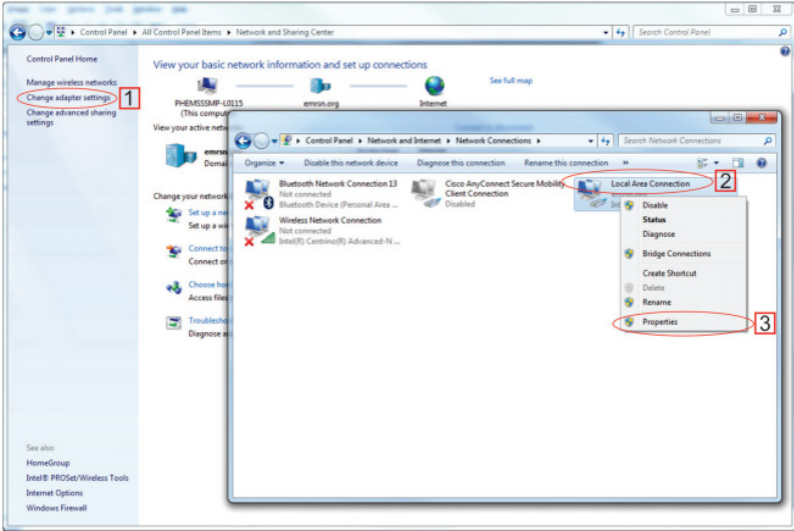 Control Panel ▸ All Control Panel Items ▸ Network and Sharing Center
Search Control Panel
Control Panel Home
Manage wireless networks
Change adapter settings
1
Change advanced sharing
settings
View your basic network information and set up connections
See full map
PHEMSSSMP-L0115
(This compu
emrsn.org
Internet
View your active netw
emrsn
Domai
Change your network
Set up a ne
Set up a wir
Connect to
Connect or
Choose ho
Access files
Troublesho
Diagnose a
See also
HomeGroup
Intel® PROSet/Wireless Tools
Internet Options
Windows Firewall
Control Panel ▸ Network and Internet ▸ Network Connections ▸
Search Network Connections
Organize
Disable this network device
Diagnose this connection
Rename this connection
»
Bluetooth Network Connection 13
Not connected
Bluetooth Device (Personal Area ...
Cisco AnyConnect Secure Mobility
Client Connection
Disabled
Local Area Connection
2
Wireless Network Connection
Not connected
Intel(R) Centrino(R) Advanced-N ...
Disable
Status
Diagnose
Bridge Connections
Create Shortcut
Delete
Rename
Properties
3